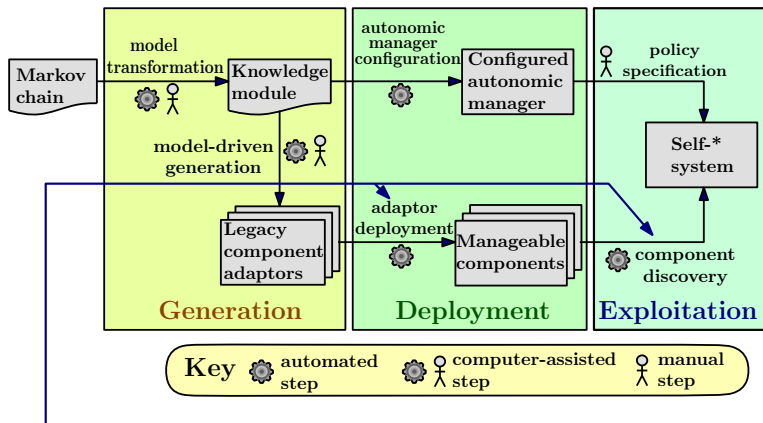 Markov
chain
model
transformation
Knowledge
module
autonomic
manager
configuration
Configured
autonomic
manager
policy
specification
Self-*
system
model-driven
generation
Legacy
component
adaptors
adaptor
deployment
Manageable
components
component
discovery
Generation
Deployment
Exploitation
Key
automated
step
computer-assisted
step
manual
step